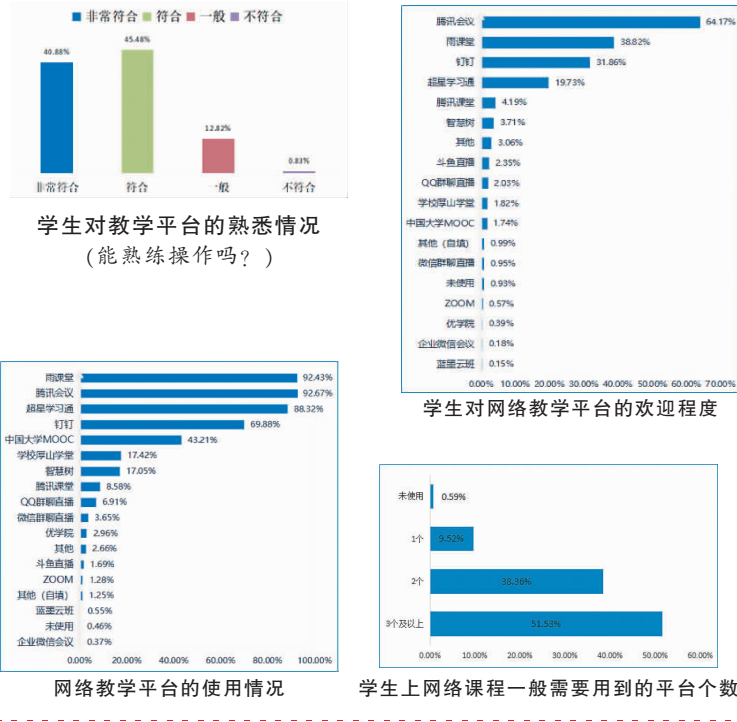 非常符合 符合 一般 不符合
40.88%
45.48%
12.82%
0.83%
非常符合 符合 一般 不符合
学生对教学平台的熟悉情况
(能熟练操作吗？)
腾讯会议 64.17%
雨课堂 38.82%
钉钉 31.86%
超星学习通 19.73%
腾讯课堂 4.19%
智慧树 3.71%
其他 3.06%
斗鱼直播 2.35%
QQ群聊直播 2.03%
学校厚山学堂 1.82%
中国大学MOOC 1.74%
其他（自填） 0.99%
微信群聊直播 0.95%
未使用 0.93%
ZOOM 0.57%
优学院 0.39%
企业微信会议 0.18%
蓝墨云班 0.15%
0.00% 10.00% 20.00% 30.00% 40.00% 50.00% 60.00% 70.00%
学生对网络教学平台的欢迎程度
雨课堂 92.43%
腾讯会议 92.67%
超星学习通 88.32%
钉钉 69.88%
中国大学MOOC 43.21%
学校厚山学堂 17.42%
智慧树 17.05%
腾讯课堂 8.58%
QQ群聊直播 6.91%
微信群聊直播 3.65%
优学院 2.96%
其他 2.66%
斗鱼直播 1.69%
ZOOM 1.28%
其他（自填） 1.25%
蓝墨云班 0.55%
未使用 0.46%
企业微信会议 0.37%
0.00% 20.00% 40.00% 60.00% 80.00% 100.00%
网络教学平台的使用情况
未使用 0.59%
1个 9.52%
2个 38.36%
3个及以上 51.53%
0.00% 10.00% 20.00% 30.00% 40.00% 50.00% 60.00%
学生上网络课程一般需要用到的平台个数